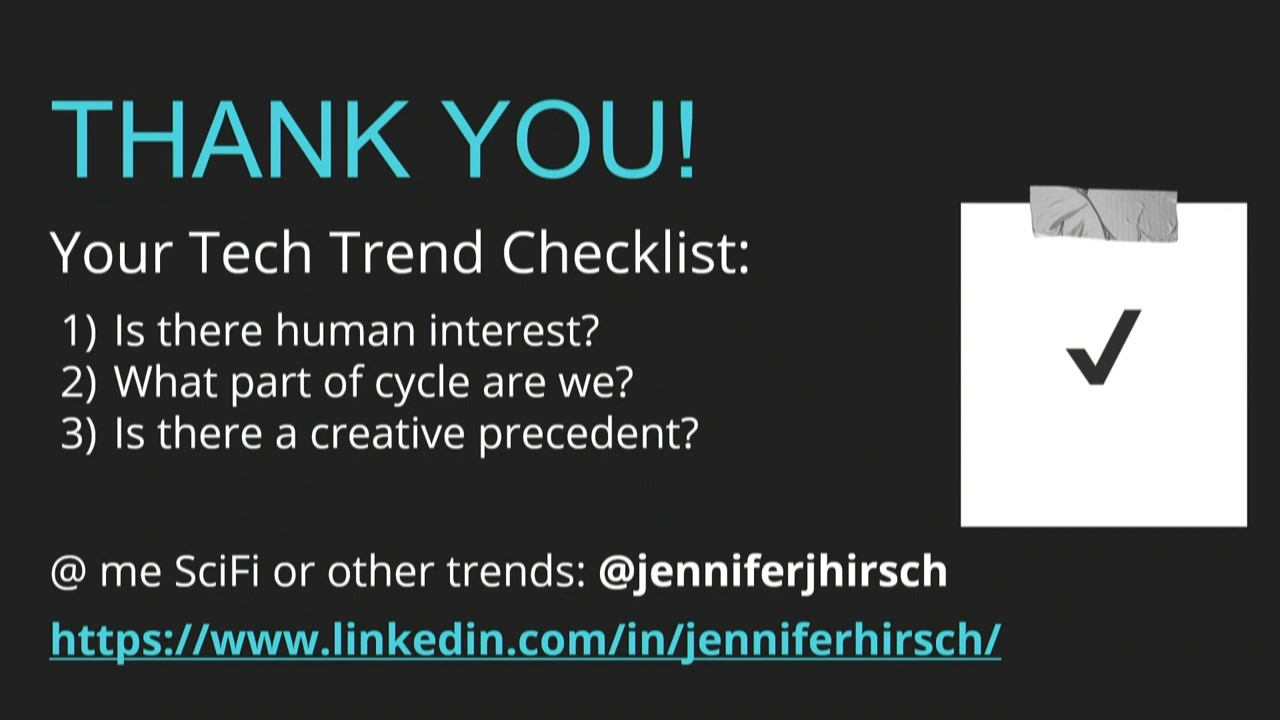 THANK YOU!
Your Tech Trend Checklist:
1) Is there human interest?
2) What part of cycle are we?
3) Is there a creative precedent?
@ me SciFi or other trends: @jenniferjhirsch
https://www.linkedin.com/in/jenniferhirsch/